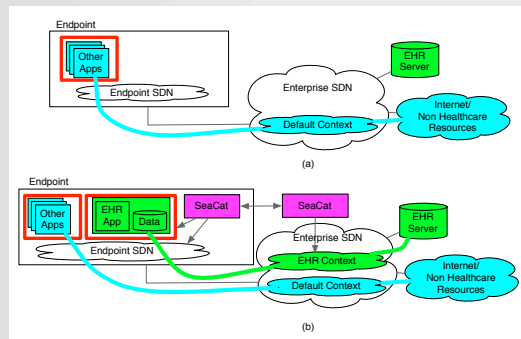 Endpoint
Other
Apps
Endpoint SDN
EHR
Server
Enterprise SDN
Default Context
Internet/
Non Healthcare
Resources
(a)
Endpoint
Other
Apps
EHR
App
Data
SeaCat
SeaCat
EHR
Server
Endpoint SDN
Enterprise SDN
EHR Context
Default Context
Internet/
Non Healthcare
Resources
(b)